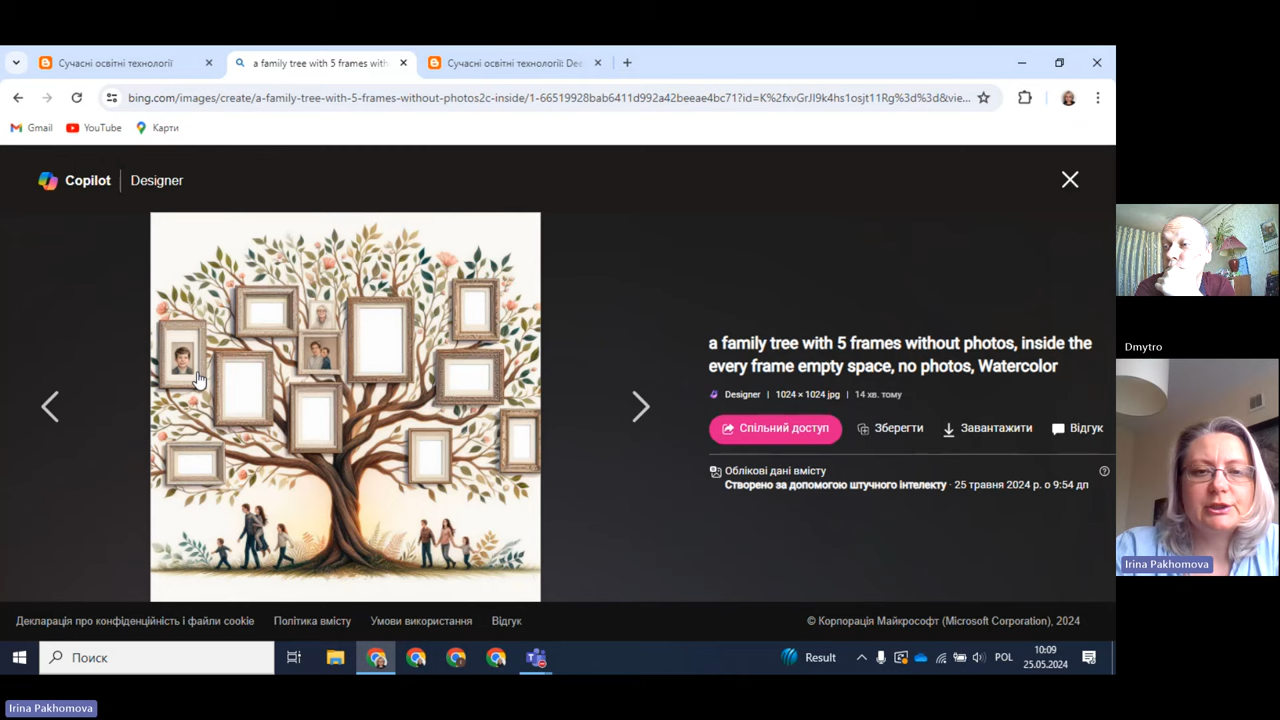 Сучасні освітні технології
a family tree with 5 frames with
Сучасні освітні технології: Dee
bing.com/images/create/a-family-tree-with-5-frames-without-photos2c-inside/1-66519928bab6411d992a42beeae4bc71?id=K%2fxvGrJl9k4hs1osjt11Rg%3d%3d&vie...
Gmail YouTube Карти
Copilot | Designer
a family tree with 5 frames without photos, inside the
every frame empty space, no photos, Watercolor
Designer | 1024 × 1024 jpg | 14 хв. тому
Спільний доступ Зберегти Завантажити Відгук
Облікові дані вмісту
Створено за допомогою штучного інтелекту · 25 травня 2024 р. о 9:54 дп
Dmytro
Irina Pakhomova
Декларація про конфіденційність і файли cookie Політика вмісту Умови використання Відгук © Корпорація Майкрософт (Microsoft Corporation), 2024
Поиск Result POL 10:09
25.05.2024
Irina Pakhomova